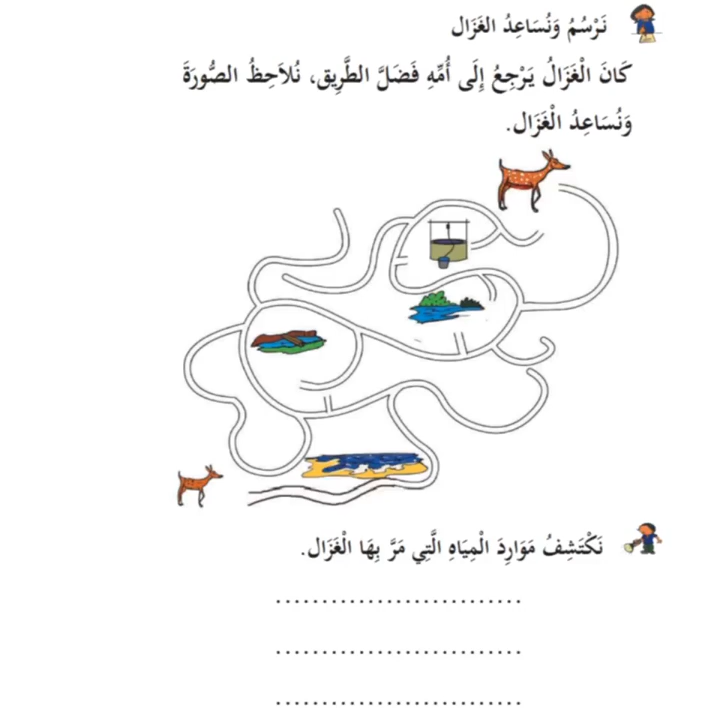 نَرْسُمُ وَنُسَاعِدُ الغَزَال
كَانَ الْغَزَالُ يَرْجِعُ إِلَى أُمِّهِ فَضَلَّ الطَّرِيق، نُلاَحِظُ الصُّورَةَ
وَنُسَاعِدُ الْغَزَال.
نَكْتَشِفُ مَوَارِدَ الْمِيَاهِ الَّتِي مَرَّ بِهَا الْغَزَال.